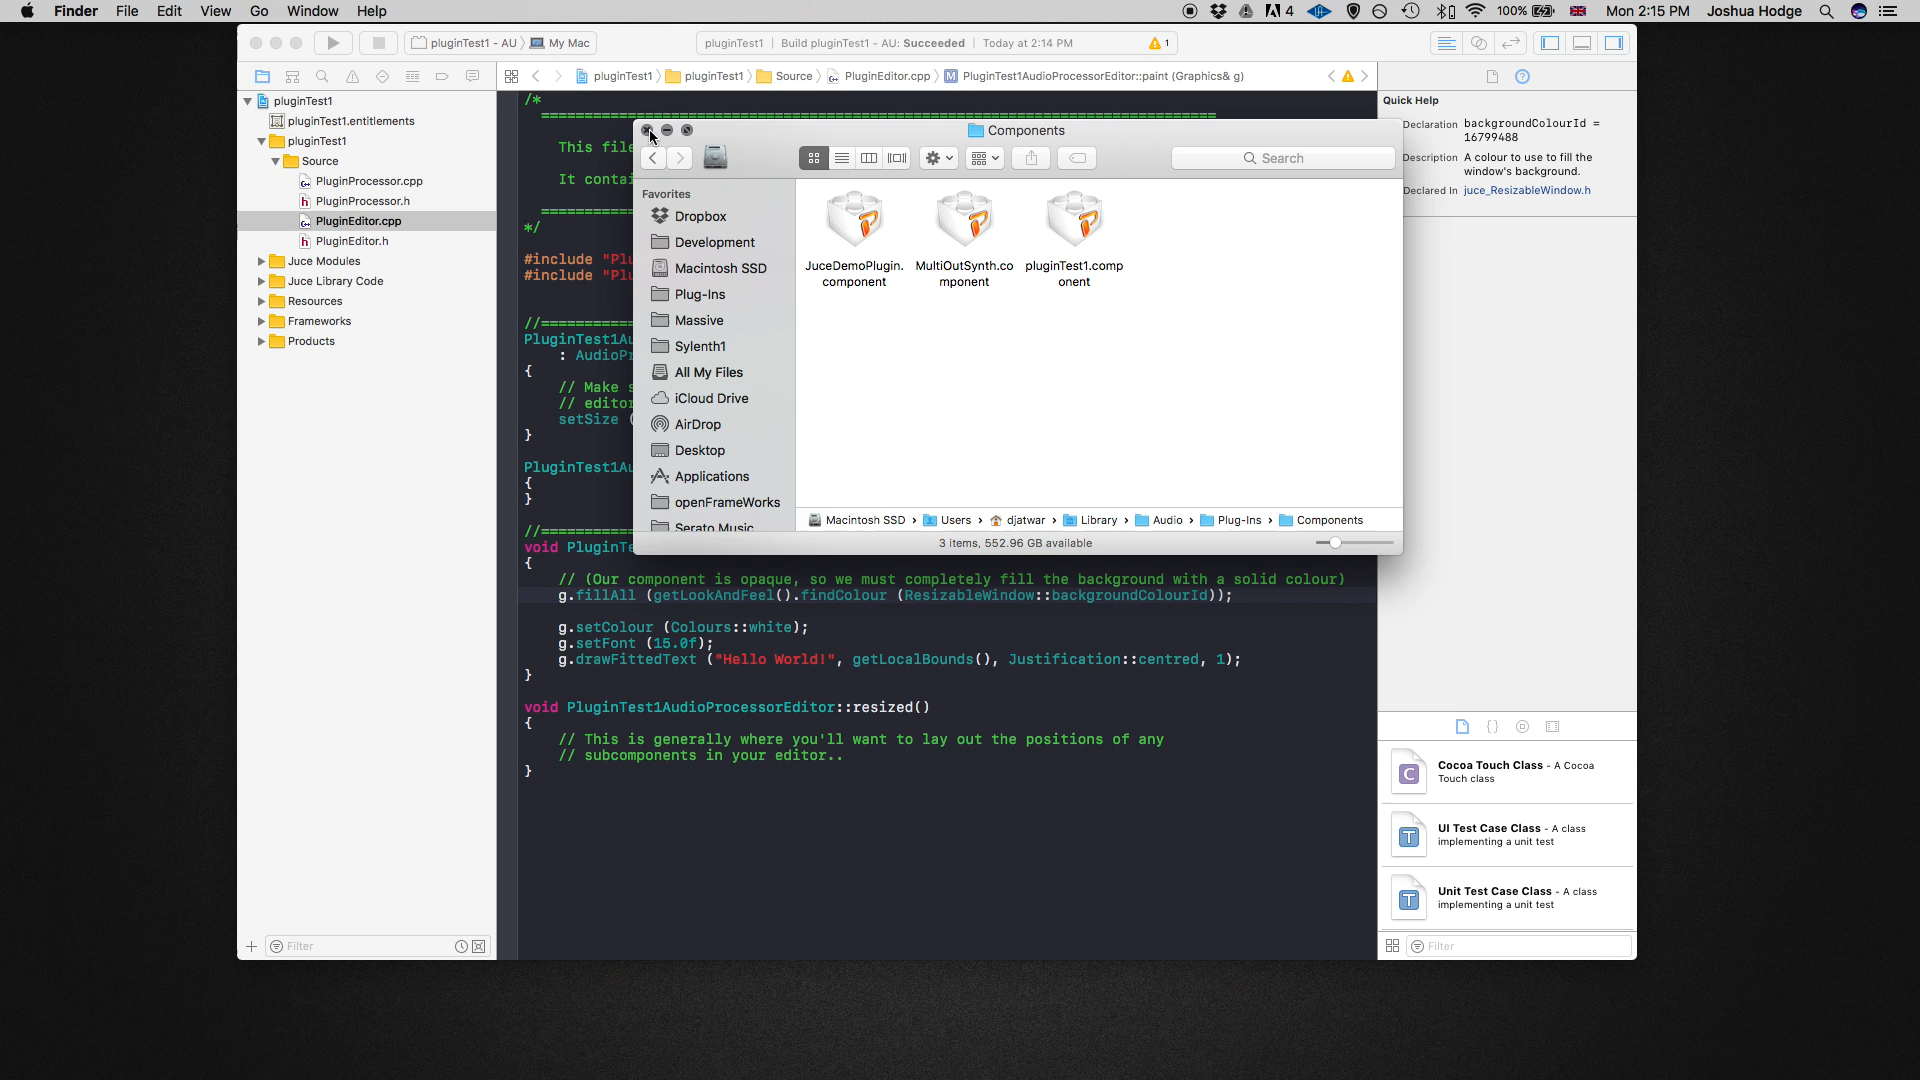 Finder File Edit View Go Window Help
4 100% Mon 2:15 PM Joshua Hodge
pluginTest1 - AU My Mac
pluginTest1 | Build pluginTest1 - AU: Succeeded | Today at 2:14 PM 1
pluginTest1 pluginTest1 Source PluginEditor.cpp M PluginTest1AudioProcessorEditor::paint (Graphics& g)
pluginTest1
pluginTest1.entitlements
pluginTest1
Source
PluginProcessor.cpp
PluginProcessor.h
PluginEditor.cpp
PluginEditor.h
Juce Modules
Juce Library Code
Resources
Frameworks
Products
Filter
/*
==============================================================================
This file
It contai
*/
#include "Plu
#include "Plu
//==========
PluginTest1Au
: AudioPr
{
// Make s
// editor
setSize (
}
PluginTest1Au
{
}
//==========
void PluginTe
{
// (Our component is opaque, so we must completely fill the background with a solid colour)
g.fillAll (getLookAndFeel().findColour (ResizableWindow::backgroundColourId));
g.setColour (Colours::white);
g.setFont (15.0f);
g.drawFittedText ("Hello World!", getLocalBounds(), Justification::centred, 1);
}
void PluginTest1AudioProcessorEditor::resized()
{
// This is generally where you'll want to lay out the positions of any
// subcomponents in your editor..
}
Components
Search
Favorites
Dropbox
Development
Macintosh SSD
Plug-Ins
Massive
Sylenth1
All My Files
iCloud Drive
AirDrop
Desktop
Applications
openFrameWorks
Serato Music
JuceDemoPlugin.
component
MultiOutSynth.co
mponent
pluginTest1.comp
onent
Macintosh SSD › Users › djatwar › Library › Audio › Plug-Ins › Components
3 items, 552.96 GB available
Quick Help
Declaration backgroundColourId =
16799488
Description A colour to use to fill the
window's background.
Declared In juce_ResizableWindow.h
{ }
C
Cocoa Touch Class - A Cocoa
Touch class
T
UI Test Case Class - A class
implementing a unit test
T
Unit Test Case Class - A class
implementing a unit test
Filter